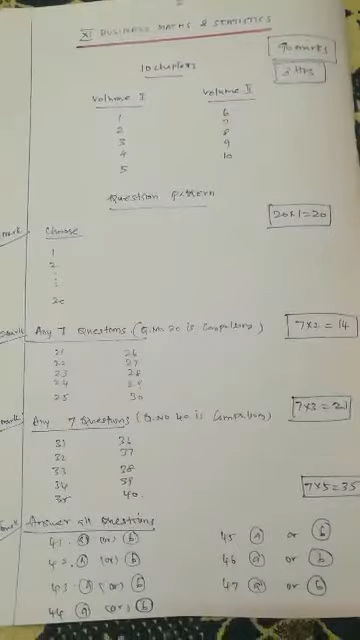 XI BUSINESS MATHS & STATISTICS
90 marks
10 chapters
3 Hrs
Volume I Volume II
1 6
2 7
3 8
4 9
5 10
Question pattern
20x1=20
mark Choose
1
2
:
:
20
Any 7 Questions (Q.No 30 is Compulsory)
7x2 = 14
21 26
22 27
23 28
24 29
25 30
mark Any 7 Questions (Q.No 40 is Compulsory)
7x3 = 21
31 36
32 37
33 38
34 39
35 40.
7x5=35
Answer all Questions
41. (a) (or) (b) 45 (a) or (b)
42. (a) (or) (b) 46 (a) or (b)
43. (a) (or) (b) 47 (a) or (b)
44 (a) (or) (b)